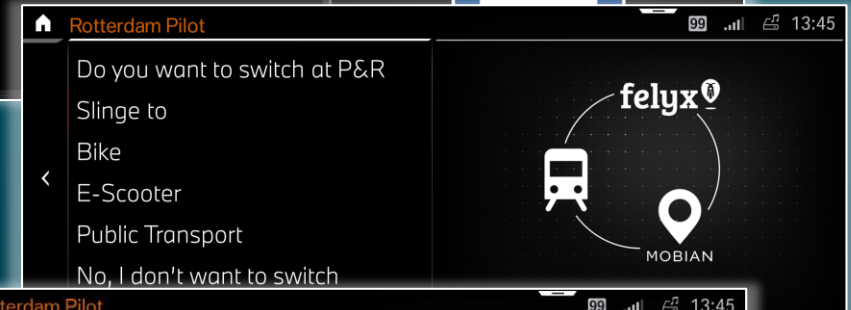 Rotterdam Pilot
99
13:45
Do you want to switch at P&R
Slinge to
Bike
E-Scooter
Public Transport
No, I don't want to switch
felyx
MOBIAN
tterdam Pilot
99
13:45